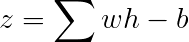 z = ∑ wh − b